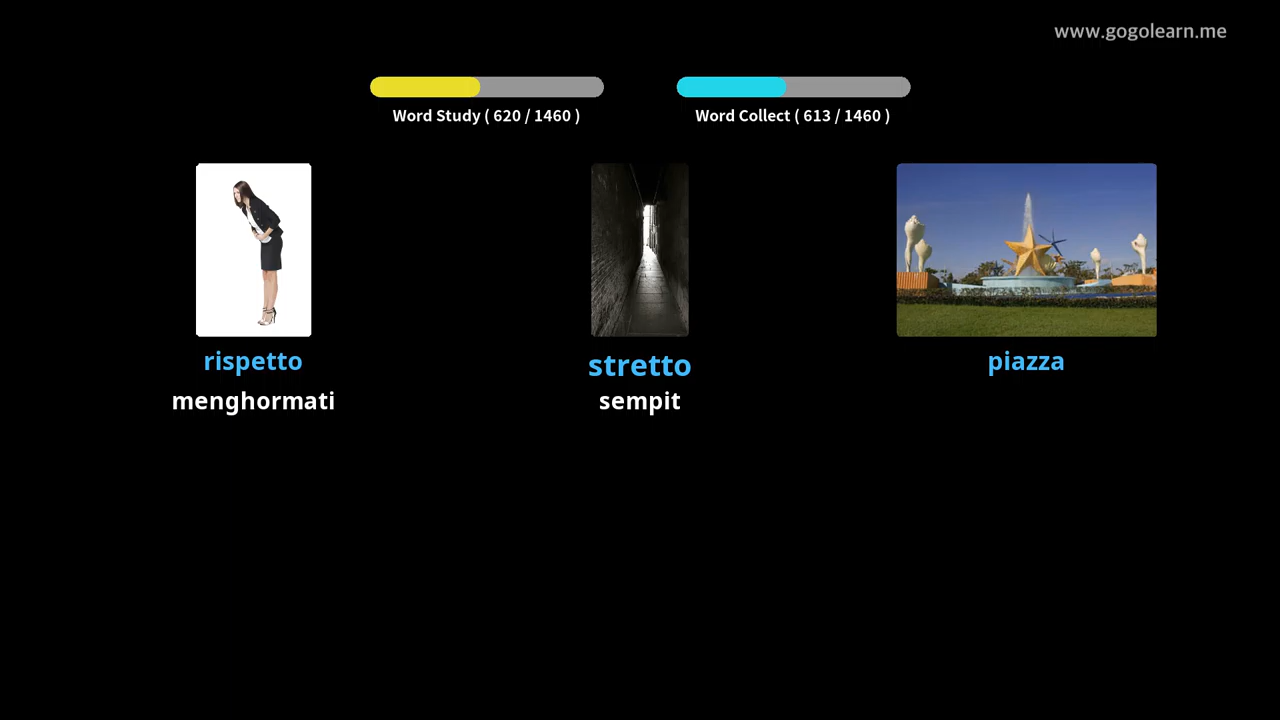 www.gogolearn.me
Word Study ( 620 / 1460 )
Word Collect ( 613 / 1460 )
rispetto
stretto
piazza
menghormati
sempit